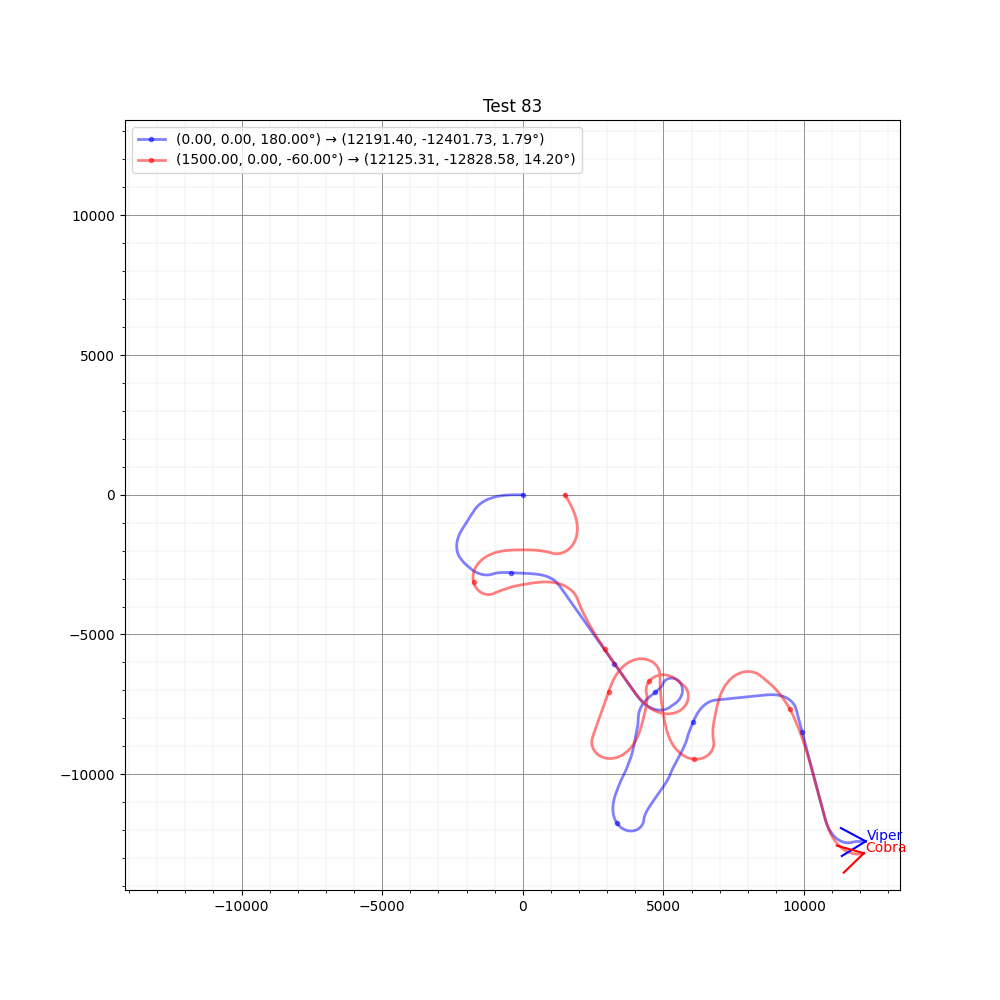 Test 83
(0.00, 0.00, 180.00°) → (12191.40, -12401.73, 1.79°)
(1500.00, 0.00, -60.00°) → (12125.31, -12828.58, 14.20°)
10000
5000
0
−5000
−10000
Viper
Cobra
−10000
−5000
0
5000
10000